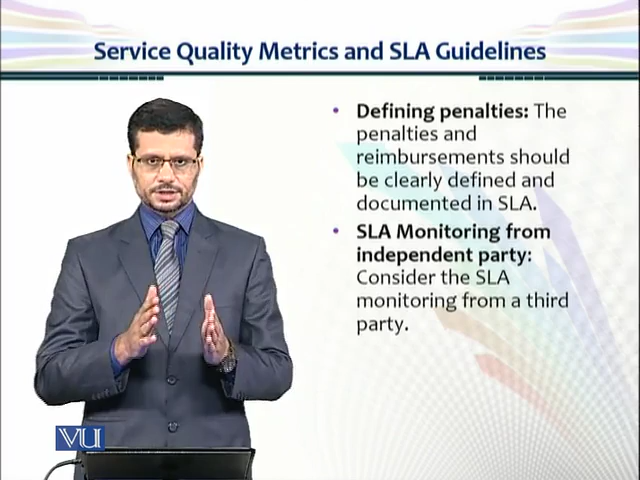 Service Quality Metrics and SLA Guidelines
• Defining penalties: The
penalties and
reimbursements should
be clearly defined and
documented in SLA.
• SLA Monitoring from
independent party:
Consider the SLA
monitoring from a third
party.
VU